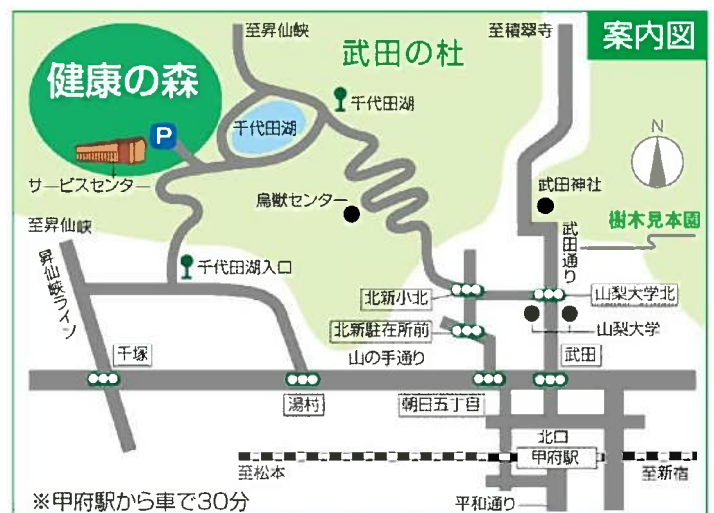 案内図
至昇仙峡
至積翠寺
武田の杜
健康の森
千代田湖
千代田湖
P
N
サービスセンター
鳥獣センター
武田神社
樹木見本園
至昇仙峡
武田通り
昇仙峡ライン
千代田湖入口
北新小北
山梨大学北
北新駐在所前
山梨大学
千塚
山の手通り
武田
湯村
朝日五丁目
北口
甲府駅
至松本
至新宿
※甲府駅から車で30分
平和通り